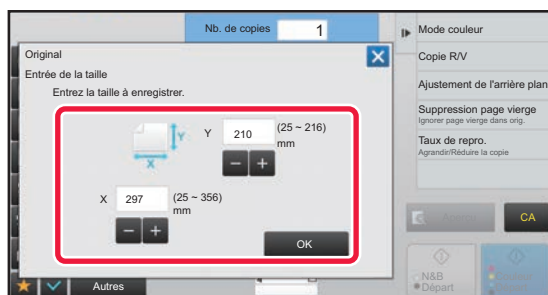 Nb. de copies 1
Original
Entrée de la taille
Entrez la taille à enregistrer.
Y
X
Y 210 (25 ~ 216)
mm
X 297 (25 ~ 356)
mm
OK
Autres
Mode couleur
Copie R/V
Ajustement de l'arrière plan
Suppression page vierge
Ignorer page vierge dans orig.
Taux de repro.
Agrandir/Réduire la copie
CA
N&B
Départ